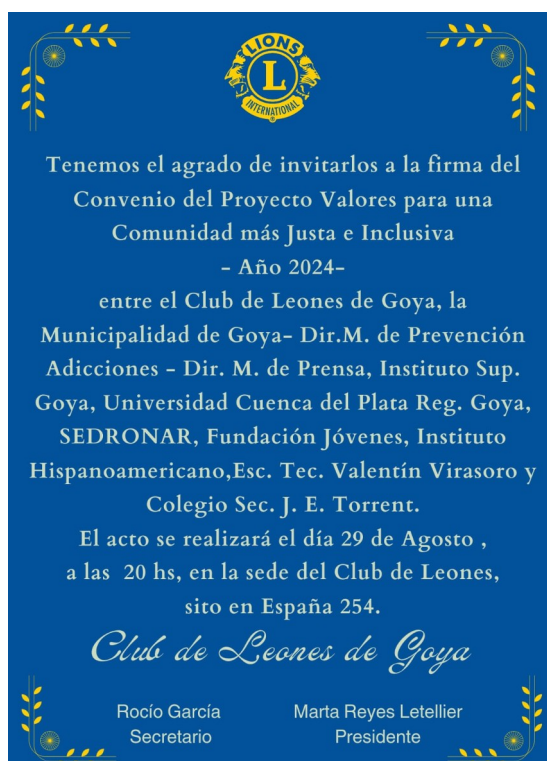 LIONS
L
INTERNATIONAL
®
Tenemos el agrado de invitarlos a la firma del
Convenio del Proyecto Valores para una
Comunidad más Justa e Inclusiva
- Año 2024-
entre el Club de Leones de Goya, la
Municipalidad de Goya- Dir.M. de Prevención
Adicciones - Dir. M. de Prensa, Instituto Sup.
Goya, Universidad Cuenca del Plata Reg. Goya,
SEDRONAR, Fundación Jóvenes, Instituto
Hispanoamericano,Esc. Tec. Valentín Virasoro y
Colegio Sec. J. E. Torrent.
El acto se realizará el día 29 de Agosto ,
a las 20 hs, en la sede del Club de Leones,
sito en España 254.
Club de Leones de Goya
Rocío García Marta Reyes Letellier
Secretario Presidente